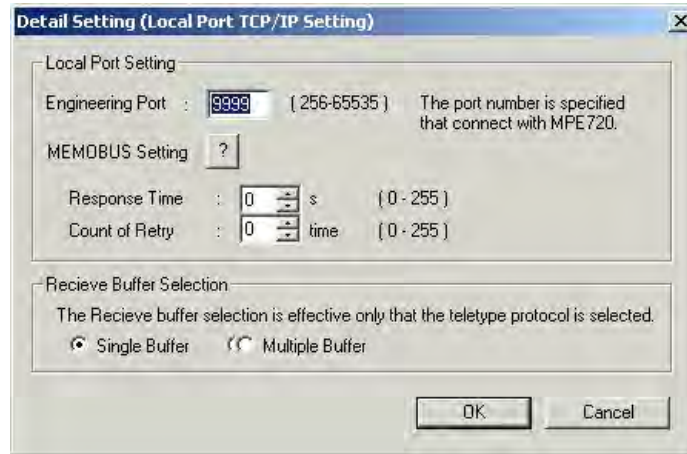 Detail Setting (Local Port TCP/IP Setting)
Local Port Setting
Engineering Port : 9999 ( 256-65535 ) The port number is specified
that connect with MPE720.
MEMOBUS Setting ?
Response Time : 0 s ( 0 - 255 )
Count of Retry : 0 time ( 0 - 255 )
Recieve Buffer Selection
The Recieve buffer selection is effective only that the teletype protocol is selected.
Single Buffer Multiple Buffer
OK Cancel